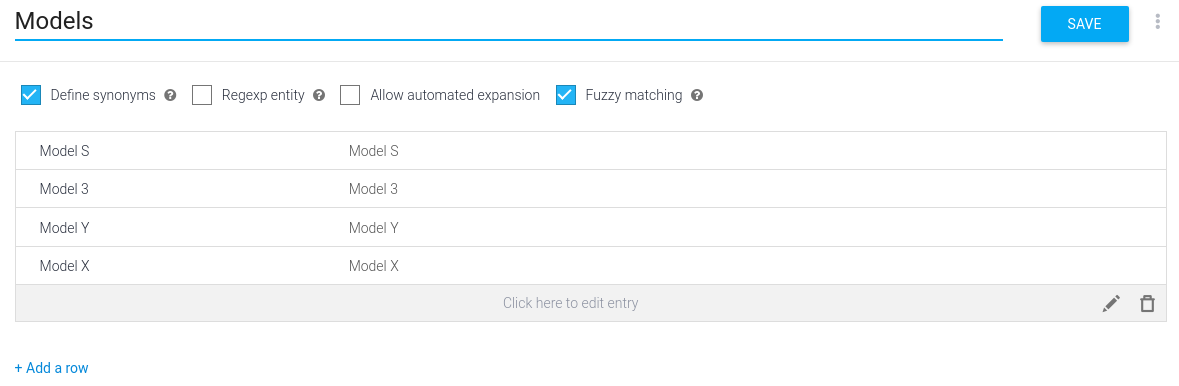 Models
SAVE
Define synonyms ? Regexp entity ? Allow automated expansion Fuzzy matching ?
Model S Model S
Model 3 Model 3
Model Y Model Y
Model X Model X
Click here to edit entry
+ Add a row